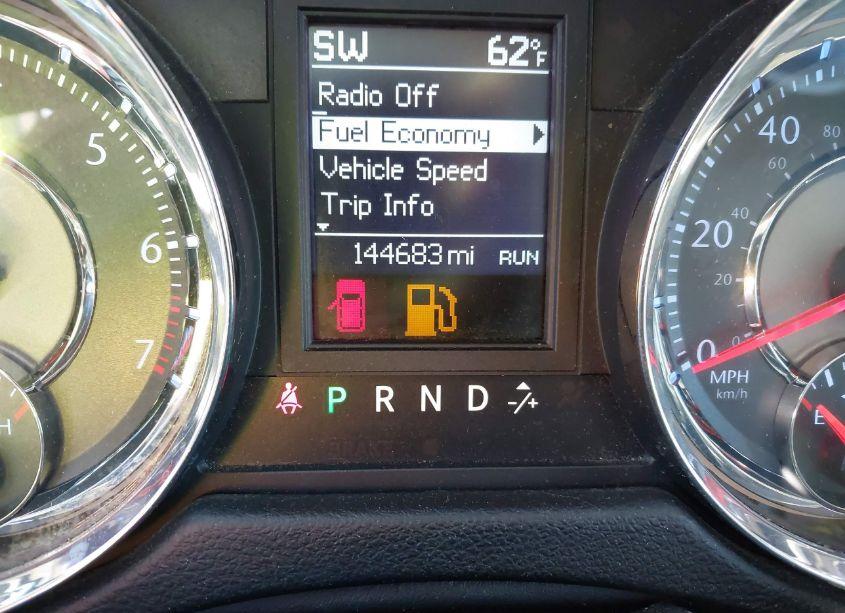 SW 62°F
Radio Off
Fuel Economy
Vehicle Speed
Trip Info
144683 mi RUN
P R N D -/+
5
6
7
H
40
80
60
20
40
20
0
0
MPH
km/h
E